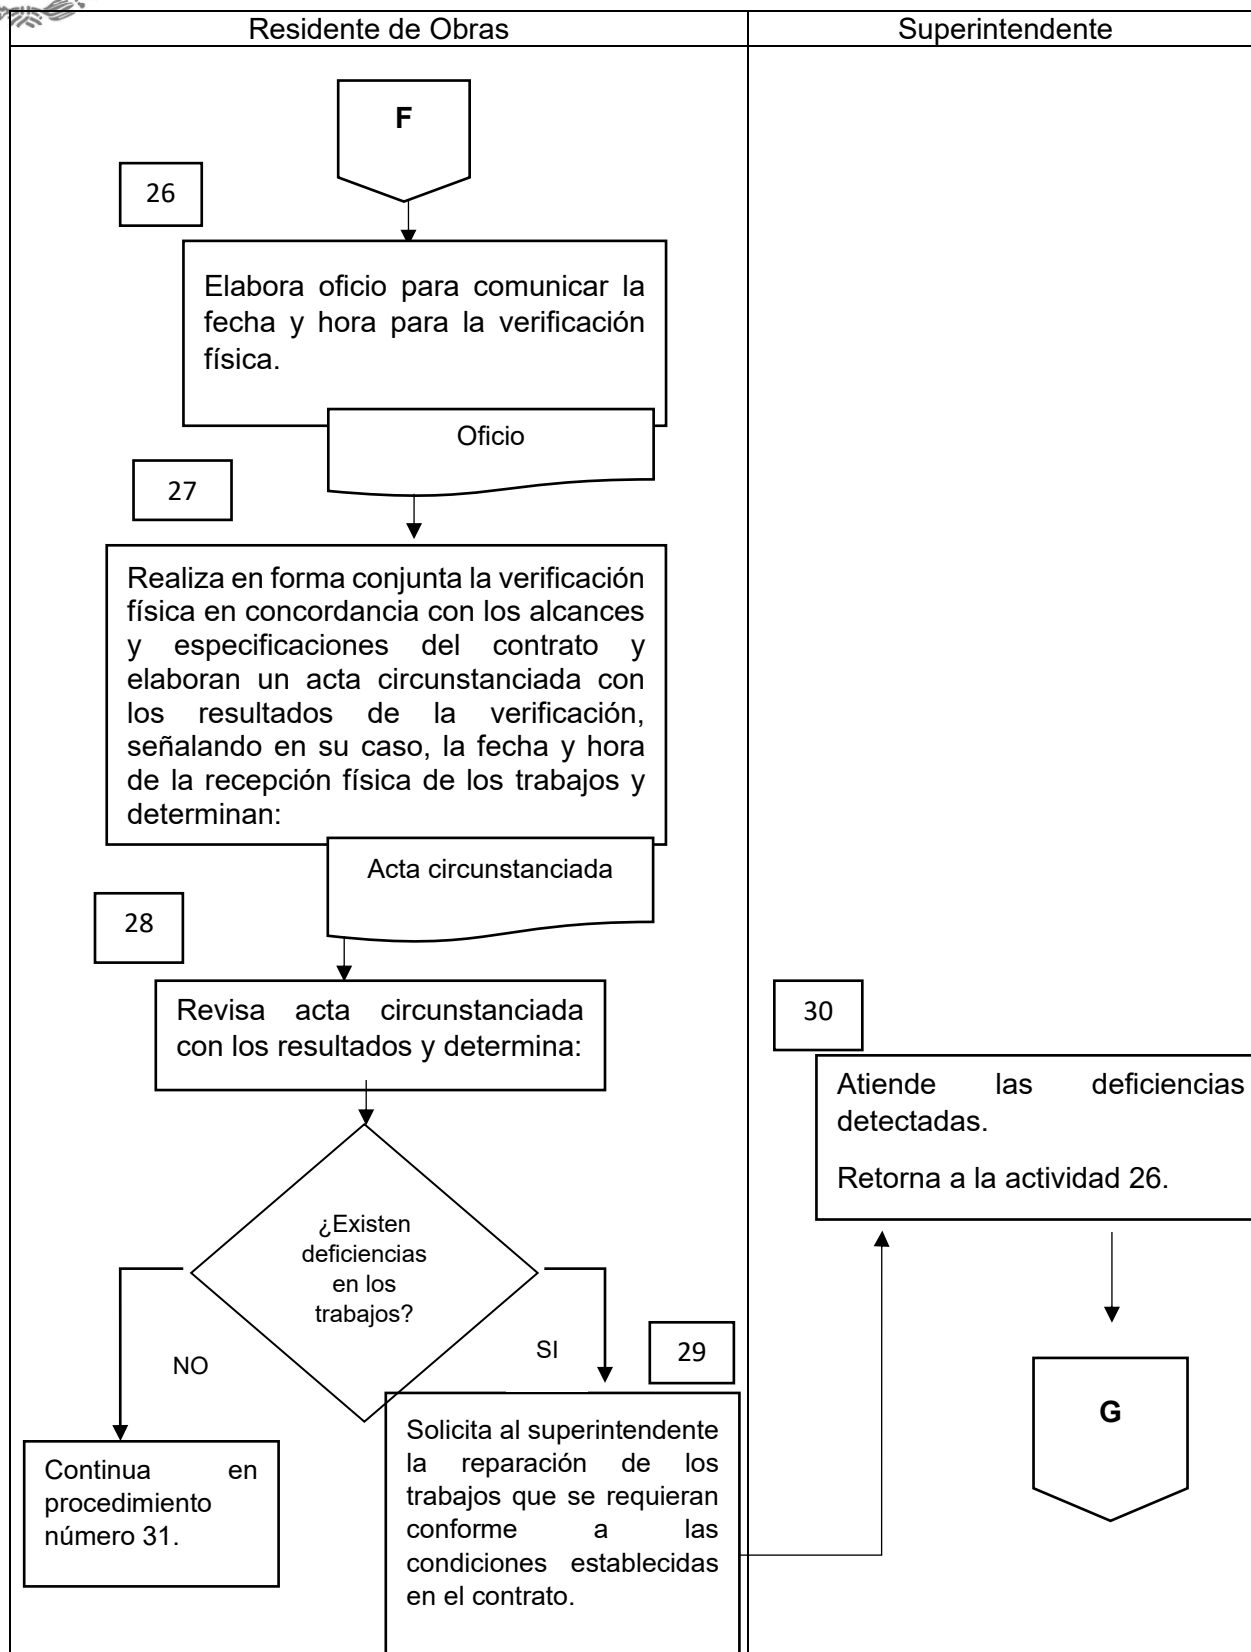 Residente de Obras
Superintendente
F
26
Elabora oficio para comunicar la
fecha y hora para la verificación
física.
Oficio
27
Realiza en forma conjunta la verificación
física en concordancia con los alcances
y especificaciones del contrato y
elaboran un acta circunstanciada con
los resultados de la verificación,
señalando en su caso, la fecha y hora
de la recepción física de los trabajos y
determinan:
Acta circunstanciada
28
Revisa acta circunstanciada
con los resultados y determina:
¿Existen
deficiencias
en los
trabajos?
NO
SI
29
Continua en
procedimiento
número 31.
Solicita al superintendente
la reparación de los
trabajos que se requieran
conforme a las
condiciones establecidas
en el contrato.
30
Atiende las deficiencias
detectadas.
Retorna a la actividad 26.
G